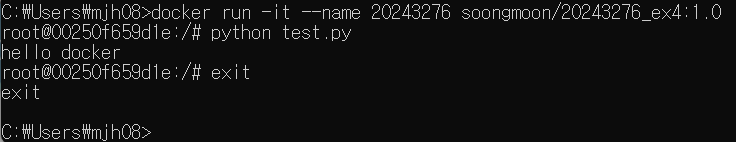 C:₩Users₩mjh08>docker run -it --name 20243276 soongmoon/20243276_ex4:1.0
root@00250f659d1e:/# python test.py
hello docker
root@00250f659d1e:/# exit
exit
C:₩Users₩mjh08>